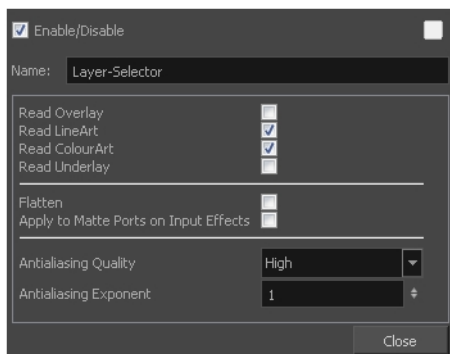 Enable/Disable
Name: Layer-Selector
Read Overlay
Read LineArt
Read ColourArt
Read Underlay
Flatten
Apply to Matte Ports on Input Effects
Antialiasing Quality High
Antialiasing Exponent 1
Close